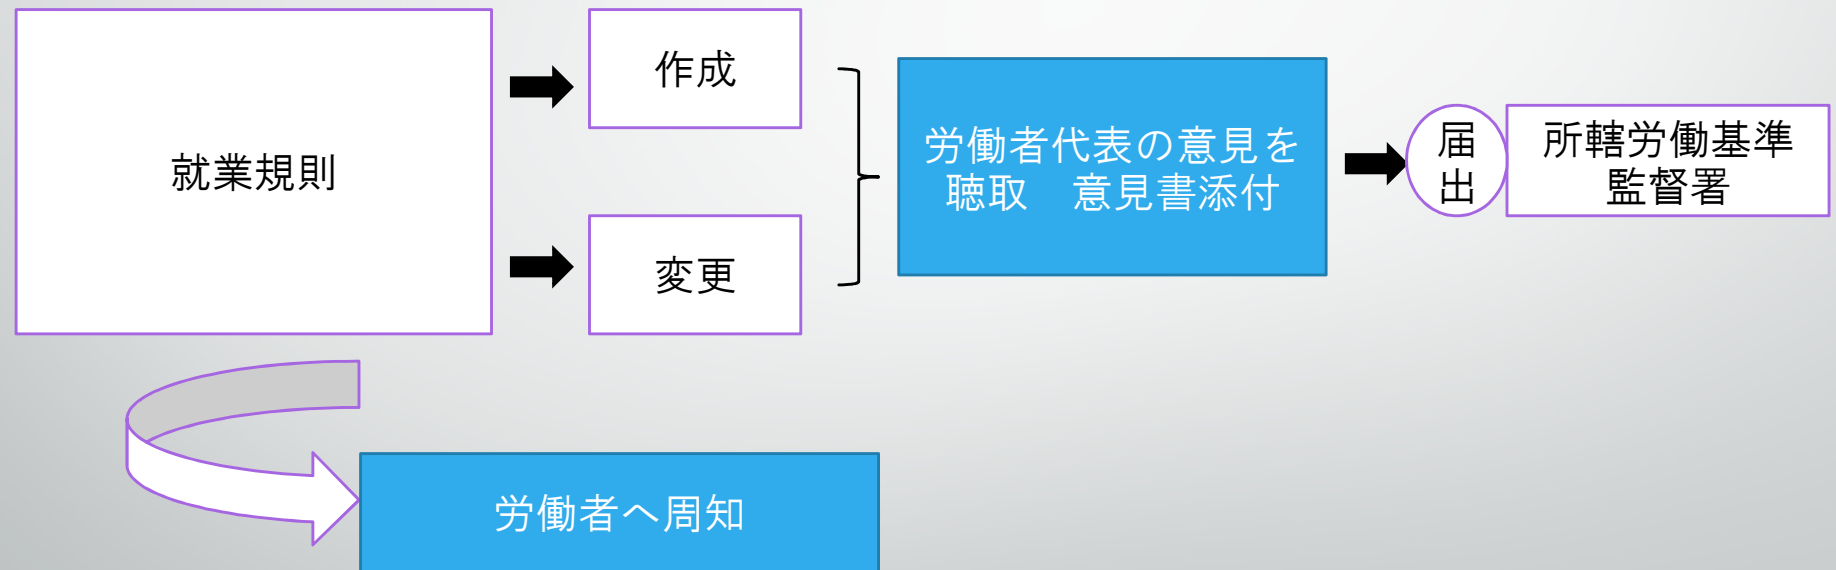 就業規則
作成
変更
労働者代表の意見を
聴取　意見書添付
届
出
所轄労働基準
監督署
労働者へ周知